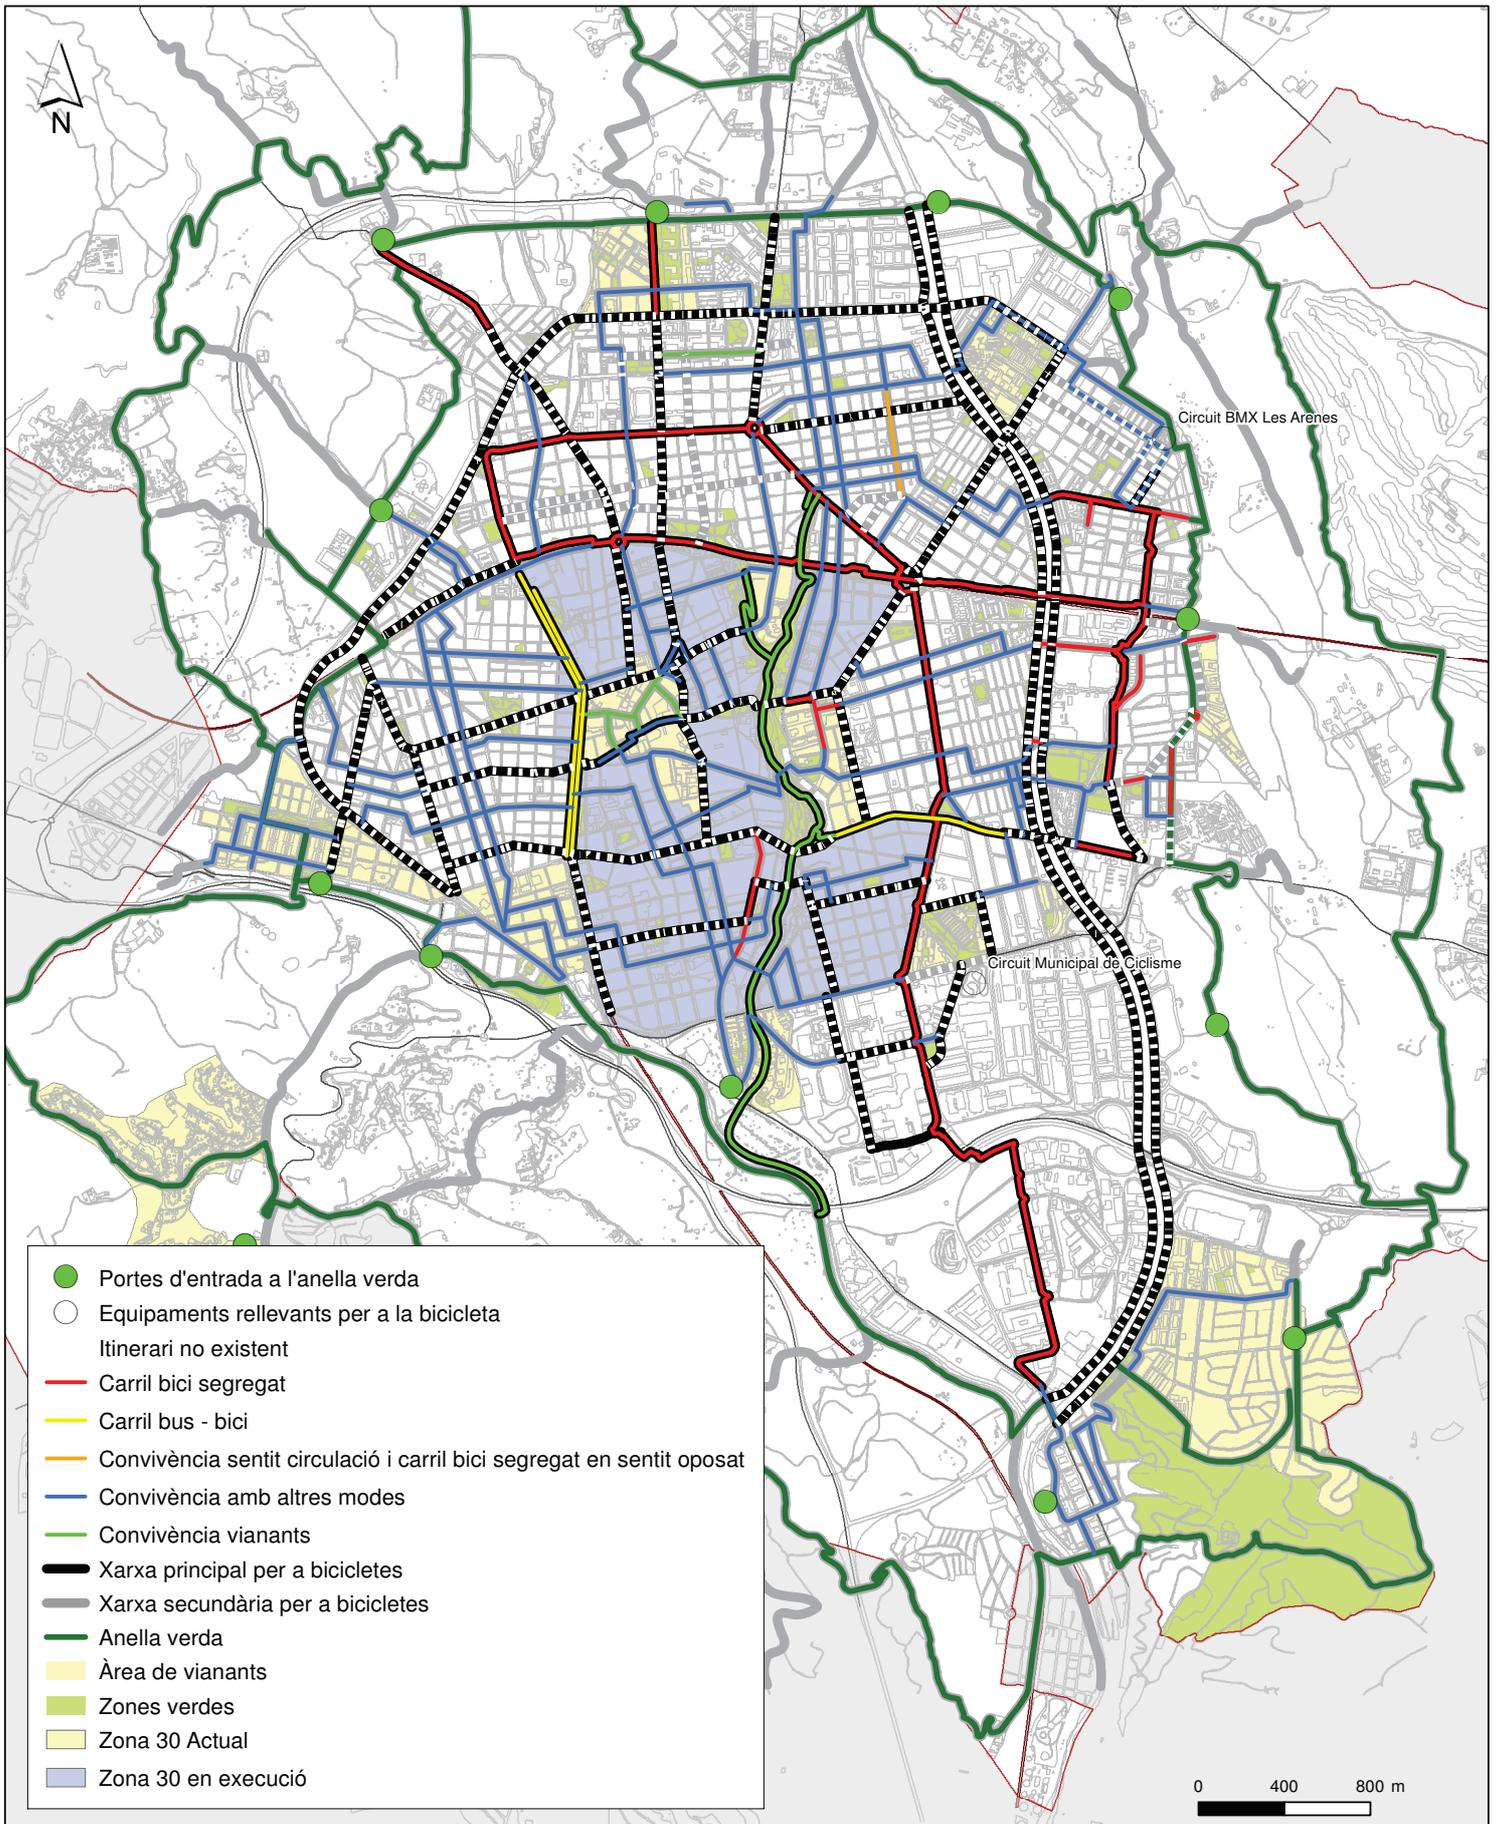 N
Circuit BMX Les Arenes
Circuit Municipal de Ciclisme
Portes d'entrada a l'anella verda
Equipaments rellevants per a la bicicleta
Itinerari no existent
Carril bici segregat
Carril bus - bici
Convivència sentit circulació i carril bici segregat en sentit oposat
Convivència amb altres modes
Convivència vianants
Xarxa principal per a bicicletes
Xarxa secundària per a bicicletes
Anella verda
Àrea de vianants
Zones verdes
Zona 30 Actual
Zona 30 en execució
0 400 800 m